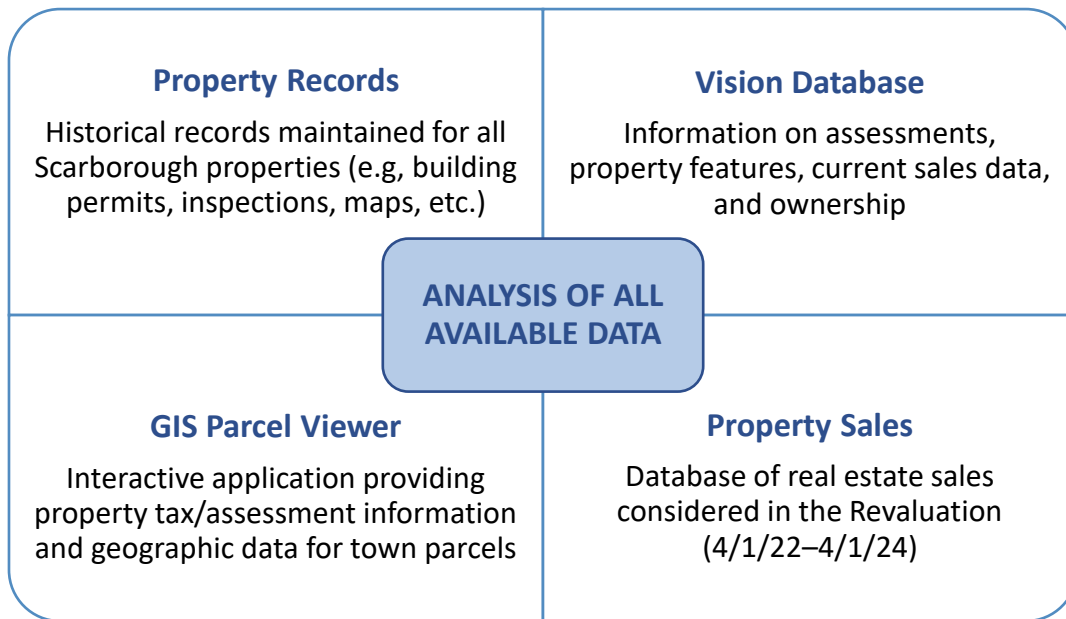 Property Records
Historical records maintained for all
Scarborough properties (e.g, building
permits, inspections, maps, etc.)
Vision Database
Information on assessments,
property features, current sales data,
and ownership
ANALYSIS OF ALL
AVAILABLE DATA
GIS Parcel Viewer
Interactive application providing
property tax/assessment information
and geographic data for town parcels
Property Sales
Database of real estate sales
considered in the Revaluation
(4/1/22–4/1/24)